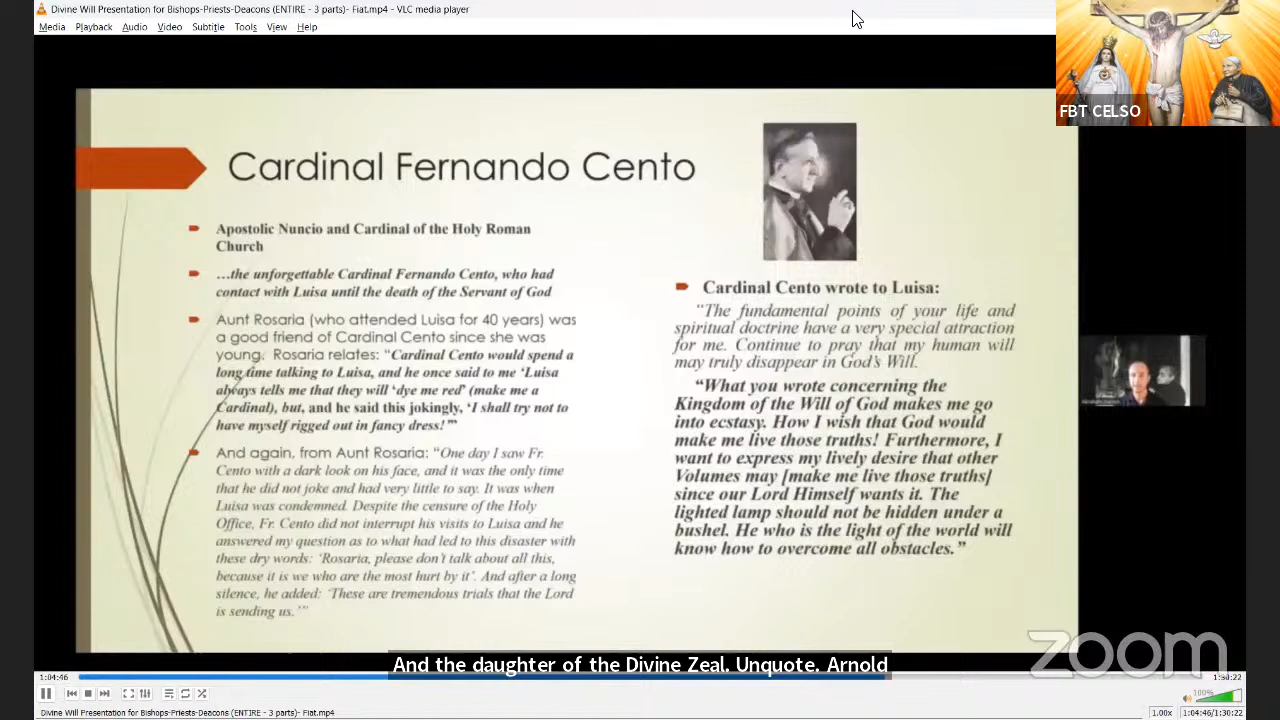 Divine Will Presentation for Bishops-Priests-Deacons (ENTIRE - 3 parts)- Fiat.mp4 - VLC media player
Media Playback Audio Video Subtitle Tools View Help
FBT CELSO
Cardinal Fernando Cento
Apostolic Nuncio and Cardinal of the Holy Roman
Church
…the unforgettable Cardinal Fernando Cento, who had
contact with Luisa until the death of the Servant of God
Aunt Rosaria (who attended Luisa for 40 years) was
a good friend of Cardinal Cento since she was
young. Rosaria relates: “Cardinal Cento would spend a
long time talking to Luisa, and he once said to me ‘Luisa
always tells me that they will ‘dye me red’ (make me a
Cardinal), but, and he said this jokingly, ‘I shall try not to
have myself rigged out in fancy dress!’”
And again, from Aunt Rosaria: “One day I saw Fr.
Cento with a dark look on his face, and it was the only time
that he did not joke and had very little to say. It was when
Luisa was condemned. Despite the censure of the Holy
Office, Fr. Cento did not interrupt his visits to Luisa and he
answered my question as to what had led to this disaster with
these dry words: ‘Rosaria, please don’t talk about all this,
because it is we who are the most hurt by it’. And after a long
silence, he added: ‘These are tremendous trials that the Lord
is sending us.’”
Cardinal Cento wrote to Luisa:
“The fundamental points of your life and
spiritual doctrine have a very special attraction
for me. Continue to pray that my human will
may truly disappear in God’s Will.
“What you wrote concerning the
Kingdom of the Will of God makes me go
into ecstasy. How I wish that God would
make me live those truths! Furthermore, I
want to express my lively desire that other
Volumes may [make me live those truths]
since our Lord Himself wants it. The
lighted lamp should not be hidden under a
bushel. He who is the light of the world will
know how to overcome all obstacles.”
zoom
And the daughter of the Divine Zeal. Unquote. Arnold
1:04:46 1:30:22
100%
Divine Will Presentation for Bishops-Priests-Deacons (ENTIRE - 3 parts)- Fiat.mp4 1.00x 1:04:46/1:30:22